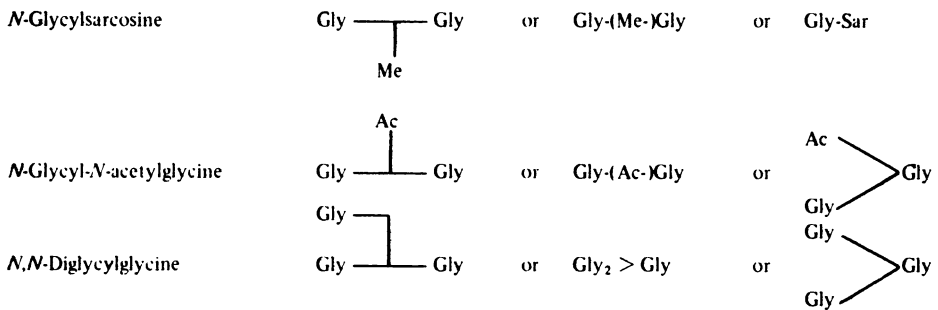 N-Glycylsarcosine Gly Gly or Gly-(Me-)Gly or Gly-Sar
Me
Ac
Ac
N-Glycyl-N-acetylglycine Gly Gly or Gly-(Ac-)Gly or Gly
Gly
Gly
Gly
N,N-Diglycylglycine Gly Gly or Gly₂ > Gly or Gly
Gly